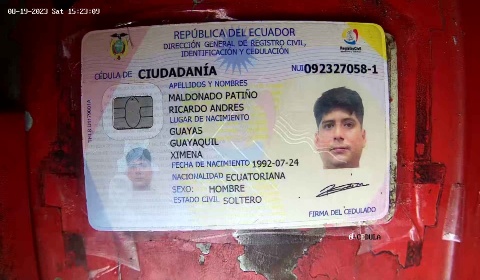 08-19-2023 Sat 15:23:09
REPÚBLICA DEL ECUADOR
DIRECCIÓN GENERAL DE REGISTRO CIVIL,
IDENTIFICACIÓN Y CEDULACIÓN
CÉDULA DE CIUDADANÍA
NUI 092327058-1
APELLIDOS Y NOMBRES
MALDONADO PATIÑO
RICARDO ANDRES
LUGAR DE NACIMIENTO
GUAYAS
GUAYAQUIL
XIMENA
FECHA DE NACIMIENTO 1992-07-24
NACIONALIDAD ECUATORIANA
SEXO: HOMBRE
ESTADO CIVIL SOLTERO
FIRMA DEL CEDULADO